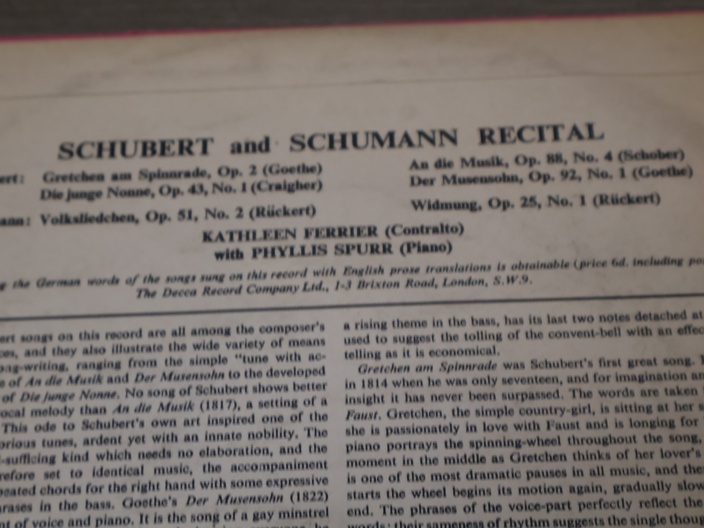 SCHUBERT and SCHUMANN RECITAL
ert: Gretchen am Spinnrade, Op. 2 (Goethe)
Die junge Nonne, Op. 43, No. 1 (Craigher)
An die Musik, Op. 88, No. 4 (Schober)
Der Musensohn, Op. 92, No. 1 (Goethe)
ann: Volksliedchen, Op. 51, No. 2 (Rückert)
Widmung, Op. 25, No. 1 (Rückert)
KATHLEEN FERRIER (Contralto)
with PHYLLIS SPURR (Piano)
g the German words of the songs sung on this record with English prose translations is obtainable (price 6d. including po
The Decca Record Company Ltd., 1-3 Brixton Road, London, S.W.9.
ert songs on this record are all among the composer's
ces, and they also illustrate the wide variety of means
ong-writing, ranging from the simple "tune with ac-
e of An die Musik and Der Musensohn to the developed
of Die junge Nonne. No song of Schubert shows better
ocal melody than An die Musik (1817), a setting of a
This ode to Schubert's own art inspired one of the
orious tunes, ardent yet with an innate nobility. The
-sufficing kind which needs no elaboration, and the
refore set to identical music, the accompaniment
eated chords for the right hand with some expressive
rases in the bass. Goethe's Der Musensohn (1822)
nt of voice and piano. It is the song of a gay minstrel
a rising theme in the bass, has its last two notes detached at
used to suggest the tolling of the convent-bell with an effec
telling as it is economical.
Gretchen am Spinnrade was Schubert's first great song.
in 1814 when he was only seventeen, and for imagination an
insight it has never been surpassed. The words are taken
Faust. Gretchen, the simple country-girl, is sitting at her s
she is passionately in love with Faust and is longing for
piano portrays the spinning-wheel throughout the song,
moment in the middle as Gretchen thinks of her lover's
is one of the most dramatic pauses in all music, and the
starts the wheel begins its motion again, gradually slow
end. The phrases of the voice-part perfectly reflect the
words; their sameness of rhythm suggests the single thou